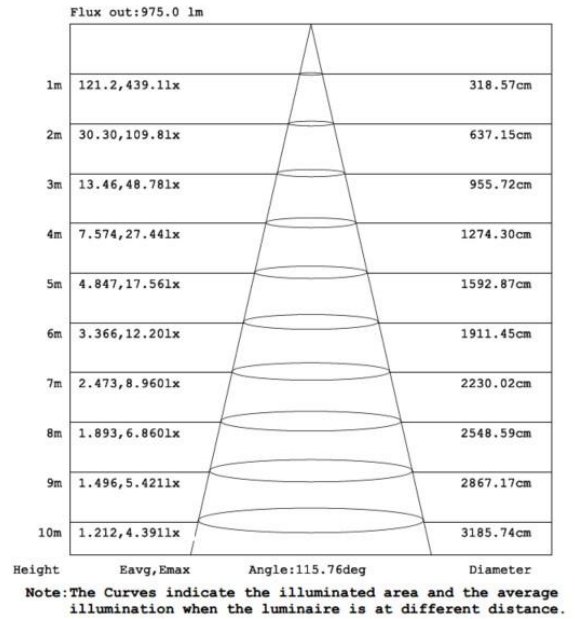 Flux out:975.0 lm
1m 121.2,439.1lx 318.57cm
2m 30.30,109.8lx 637.15cm
3m 13.46,48.78lx 955.72cm
4m 7.574,27.44lx 1274.30cm
5m 4.847,17.56lx 1592.87cm
6m 3.366,12.20lx 1911.45cm
7m 2.473,8.960lx 2230.02cm
8m 1.893,6.860lx 2548.59cm
9m 1.496,5.421lx 2867.17cm
10m 1.212,4.391lx 3185.74cm
Height Eavg,Emax Angle:115.76deg Diameter
Note:The Curves indicate the illuminated area and the average
illumination when the luminaire is at different distance.